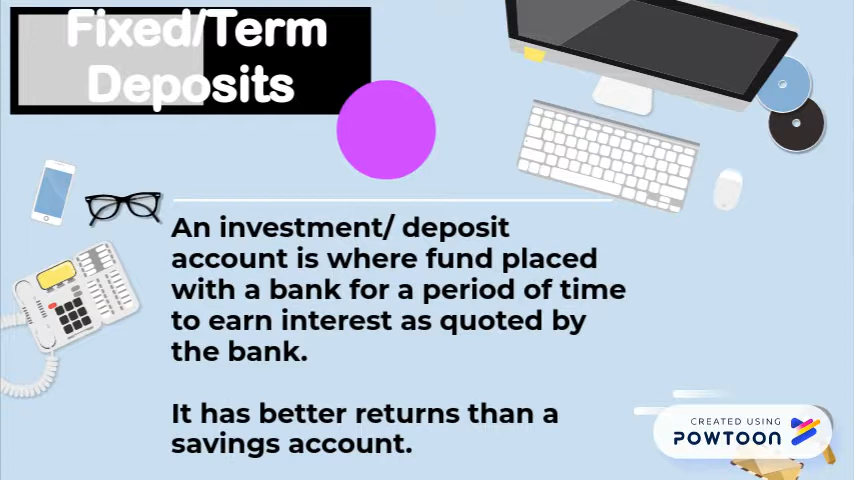 Fixed/Term
Deposits
An investment/ deposit
account is where fund placed
with a bank for a period of time
to earn interest as quoted by
the bank.
It has better returns than a
savings account.
CREATED USING
POWTOON